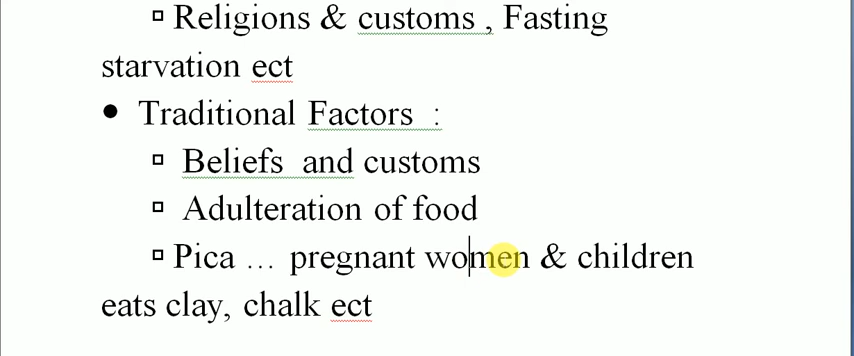 ▫ Religions & customs , Fasting
starvation ect
• Traditional Factors :
▫ Beliefs and customs
▫ Adulteration of food
▫ Pica … pregnant women & children
eats clay, chalk ect